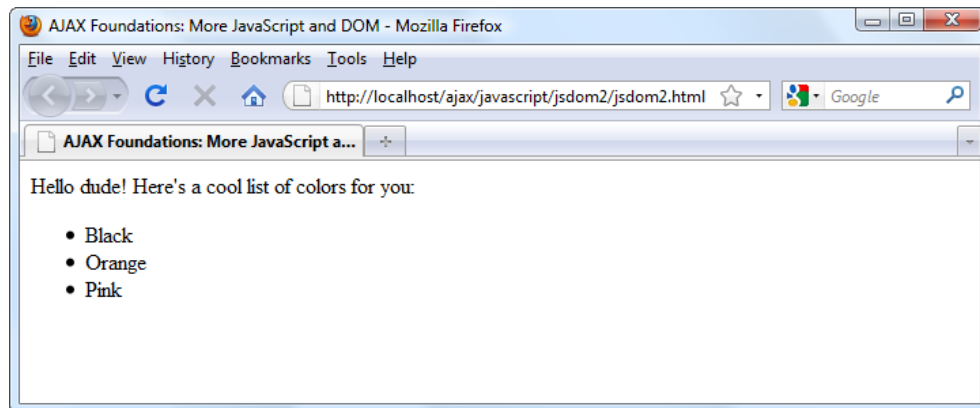 AJAX Foundations: More JavaScript and DOM - Mozilla Firefox
File Edit View History Bookmarks Tools Help
http://localhost/ajax/javascript/jsdom2/jsdom2.html Google
AJAX Foundations: More JavaScript a...
Hello dude! Here's a cool list of colors for you:
• Black
• Orange
• Pink